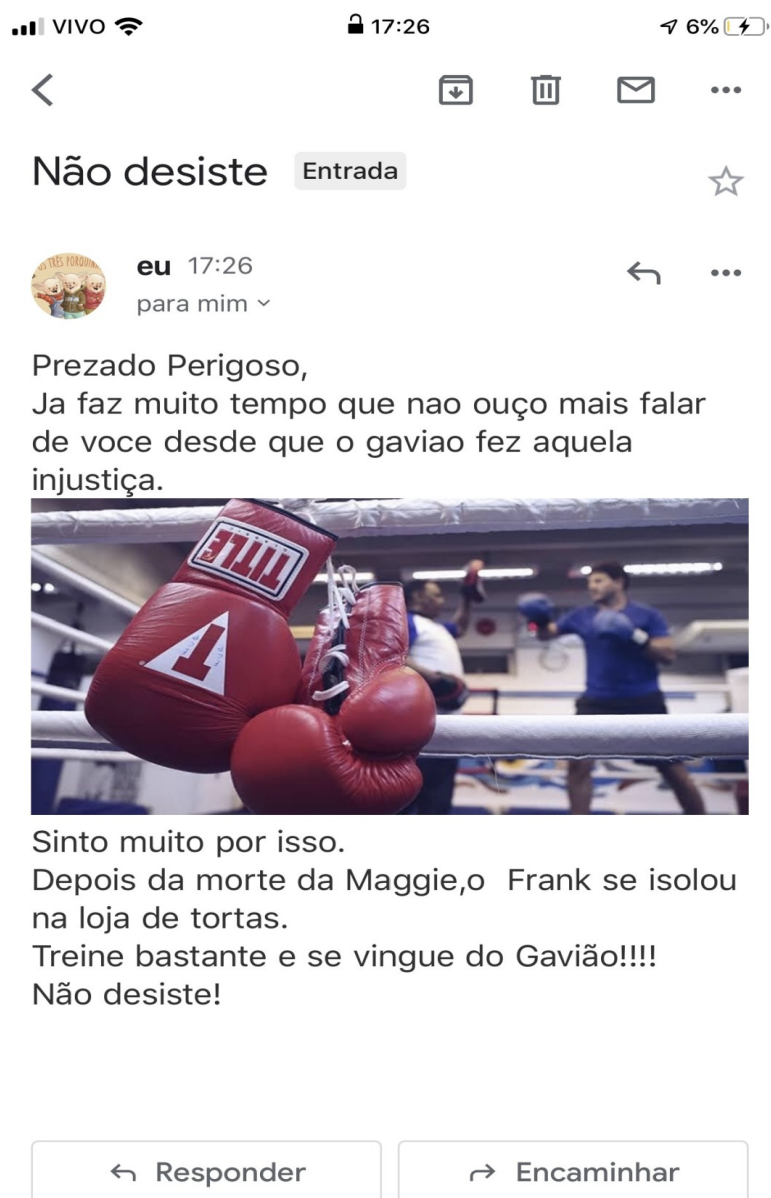 VIVO 17:26 6%
Não desiste Entrada
OS TRÊS PORQUIN
eu 17:26
para mim
Prezado Perigoso,
Ja faz muito tempo que nao ouço mais falar
de voce desde que o gaviao fez aquela
injustiça.
TITLE
T
Sinto muito por isso.
Depois da morte da Maggie,o  Frank se isolou
na loja de tortas.
Treine bastante e se vingue do Gavião!!!!
Não desiste!
Responder Encaminhar